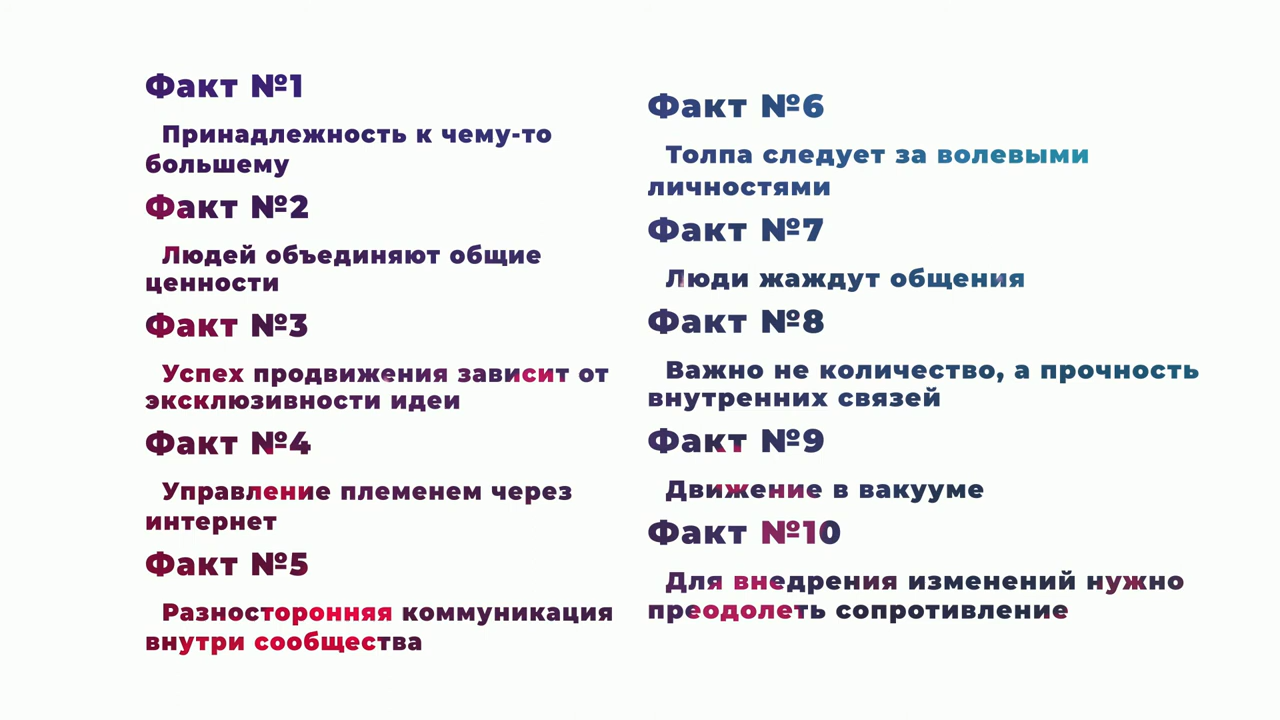 Факт №1
Принадлежность к чему-то
большему
Факт №2
Людей объединяют общие
ценности
Факт №3
Успех продвижения зависит от
эксклюзивности идеи
Факт №4
Управление племенем через
интернет
Факт №5
Разносторонняя коммуникация
внутри сообщества
Факт №6
Толпа следует за волевыми
личностями
Факт №7
Люди жаждут общения
Факт №8
Важно не количество, а прочность
внутренних связей
Факт №9
Движение в вакууме
Факт №10
Для внедрения изменений нужно
преодолеть сопротивление